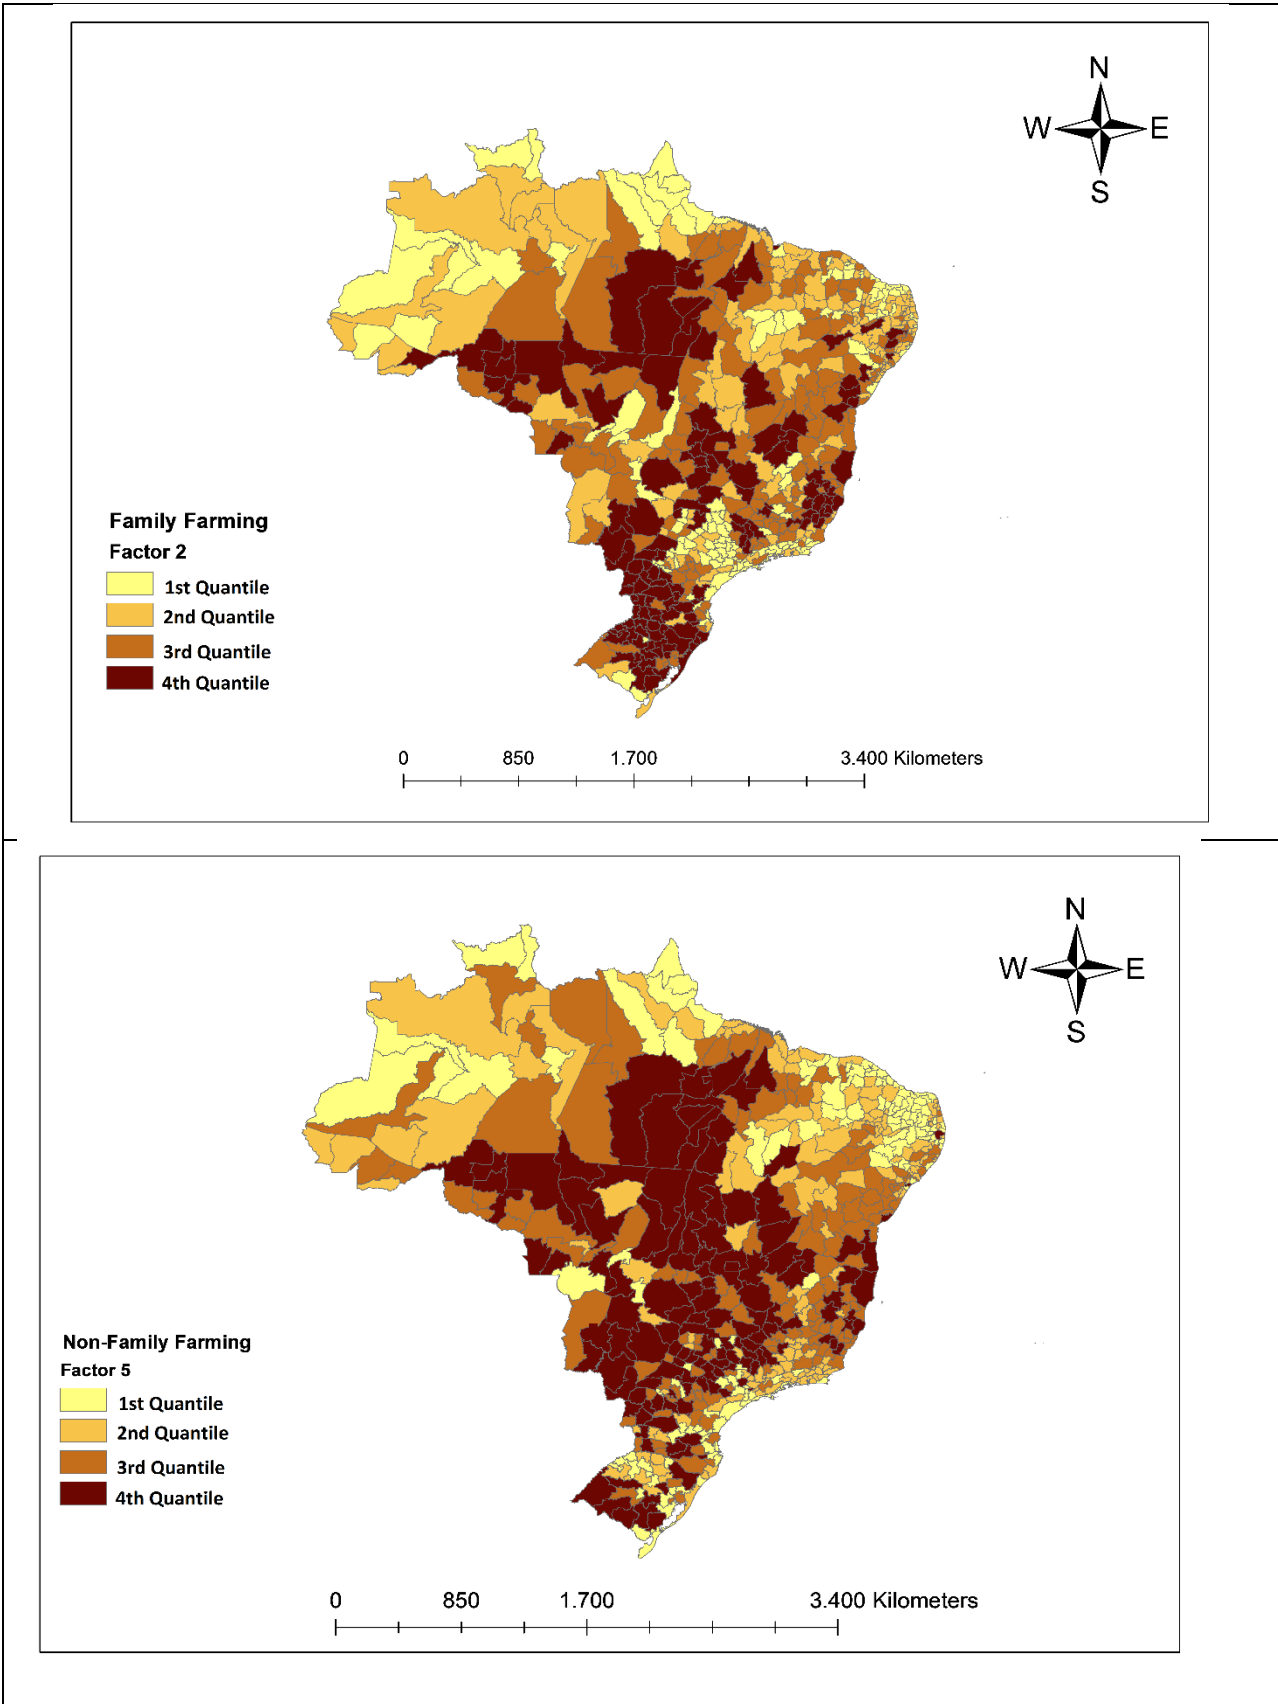 N
W E
S
Family Farming
Factor 2
1st Quantile
2nd Quantile
3rd Quantile
4th Quantile
0 850 1.700 3.400 Kilometers
N
W E
S
Non-Family Farming
Factor 5
1st Quantile
2nd Quantile
3rd Quantile
4th Quantile
0 850 1.700 3.400 Kilometers